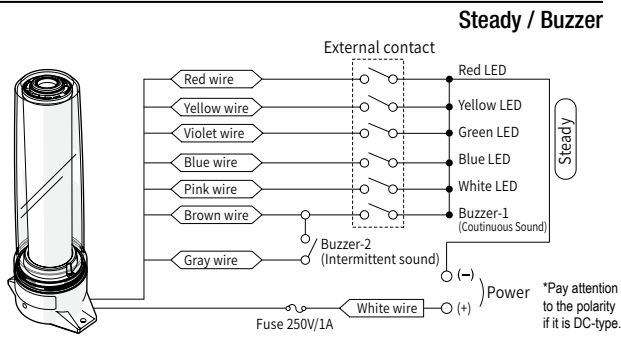 Steady / Buzzer
External contact
Red wire
Red LED
Yellow wire
Yellow LED
Violet wire
Green LED
Blue wire
Blue LED
Pink wire
White LED
Brown wire
Buzzer-1
(Coutinuous Sound)
Steady
Buzzer-2
(Intermittent sound)
Gray wire
(−)
Power
(+)
White wire
Fuse 250V/1A
*Pay attention
to the polarity
if it is DC-type.